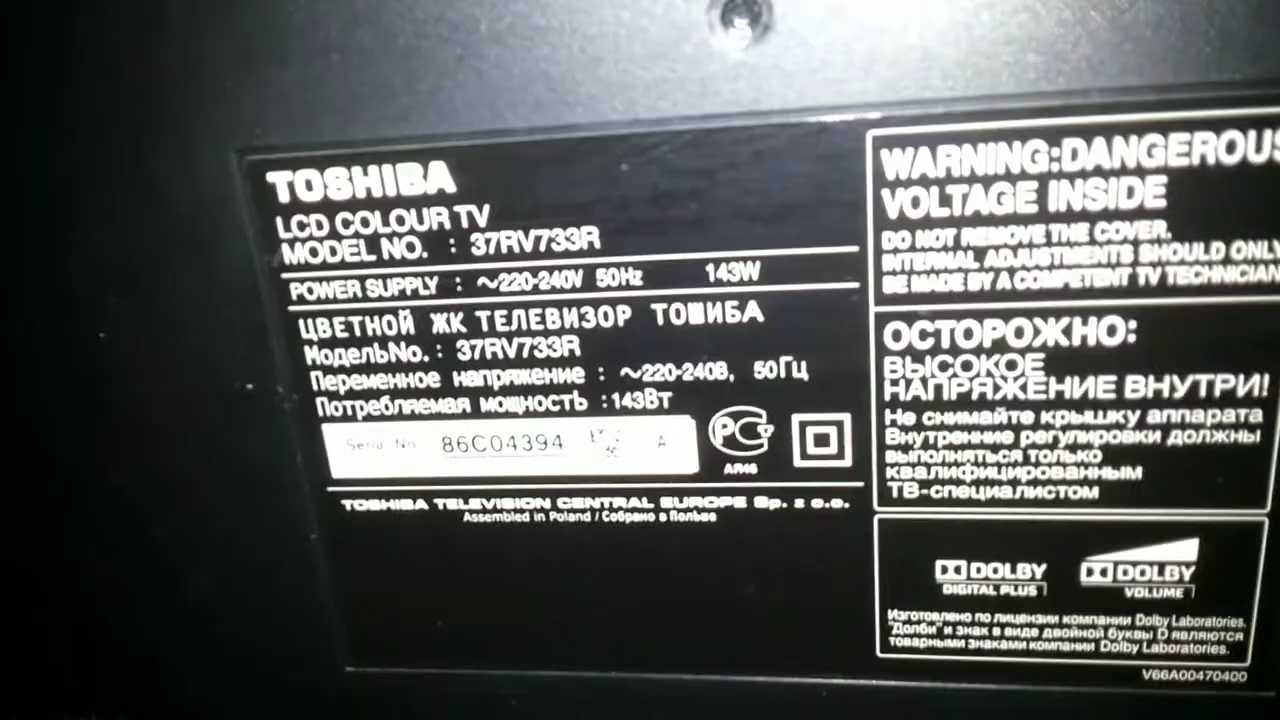 TOSHIBA
LCD COLOUR TV
MODEL NO. : 37RV733R
POWER SUPPLY : ~220-240V 50Hz 143W
ЦВЕТНОЙ ЖК ТЕЛЕВИЗОР ТОШИБА
МодельNo. : 37RV733R
Переменное напряжение : ~220-240В, 50Гц
Потребляемая мощность :143Вт
Serial No. 86C04394 A
РСТ
АЯ46
TOSHIBA TELEVISION CENTRAL EUROPE Sp. z o.o.
Assembled in Poland / Собрано в Польше
WARNING:DANGEROUS
VOLTAGE INSIDE
DO NOT REMOVE THE COVER.
INTERNAL ADJUSTMENTS SHOULD ONLY
BE MADE BY A COMPETENT TV TECHNICIAN
ОСТОРОЖНО:
ВЫСОКОЕ
НАПРЯЖЕНИЕ ВНУТРИ!
Не снимайте крышку аппарата
Внутренние регулировки должны
выполняться только
квалифицированным
ТВ-специалистом
DOLBY
DIGITAL PLUS
DOLBY
VOLUME
Изготовлено по лицензии компании Dolby Laboratories.
"Долби" и знак в виде двойной буквы D являются
товарными знаками компании Dolby Laboratories.
V66A00470400